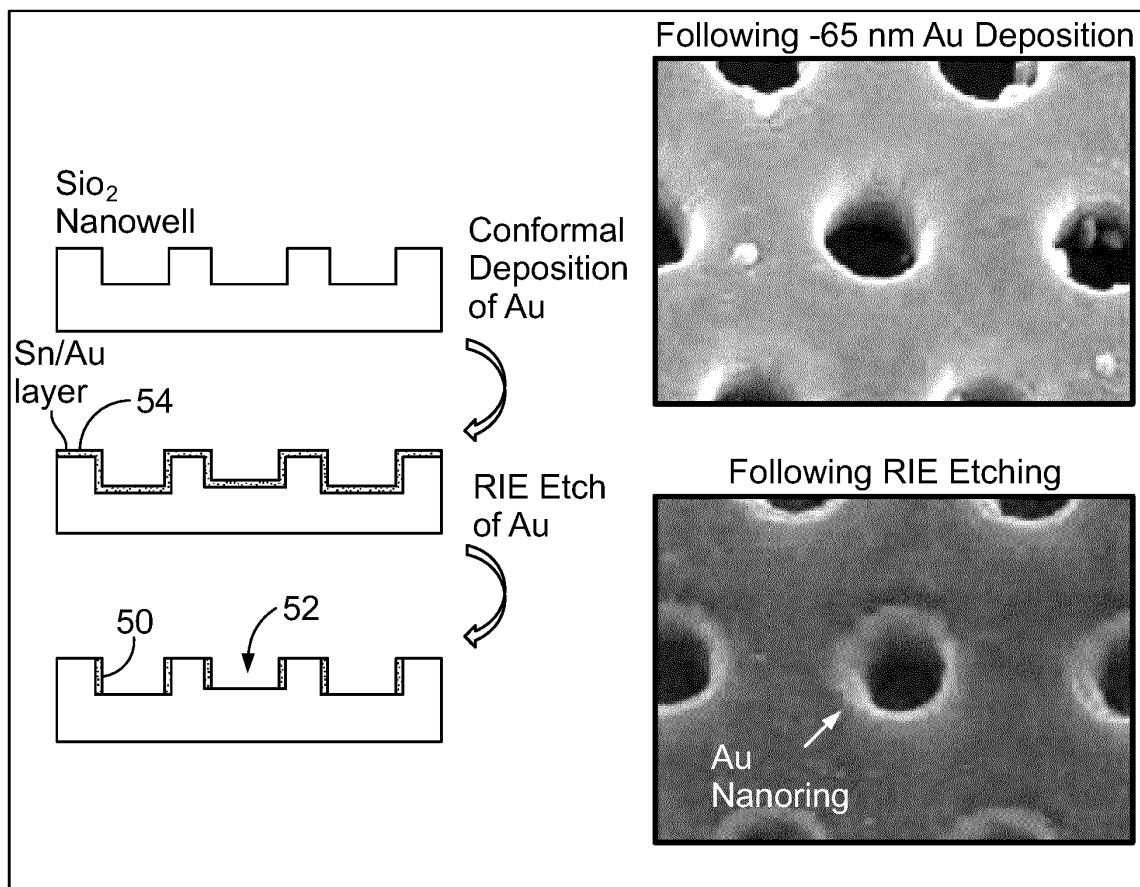 Following -65 nm Au Deposition
Sio₂
Nanowell
Conformal
Deposition
of Au
Sn/Au
layer
54
RIE Etch
of Au
Following RIE Etching
50
52
Au
Nanoring